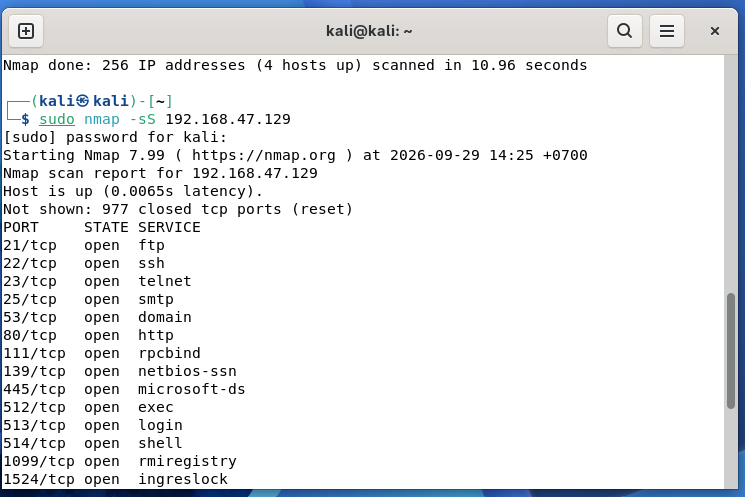 kali@kali: ~
Nmap done: 256 IP addresses (4 hosts up) scanned in 10.96 seconds
┌──(kali㉿kali)-[~]
└─$ sudo nmap -sS 192.168.47.129
[sudo] password for kali:
Starting Nmap 7.99 ( https://nmap.org ) at 2026-09-29 14:25 +0700
Nmap scan report for 192.168.47.129
Host is up (0.0065s latency).
Not shown: 977 closed tcp ports (reset)
PORT     STATE SERVICE
21/tcp   open  ftp
22/tcp   open  ssh
23/tcp   open  telnet
25/tcp   open  smtp
53/tcp   open  domain
80/tcp   open  http
111/tcp  open  rpcbind
139/tcp  open  netbios-ssn
445/tcp  open  microsoft-ds
512/tcp  open  exec
513/tcp  open  login
514/tcp  open  shell
1099/tcp open  rmiregistry
1524/tcp open  ingreslock